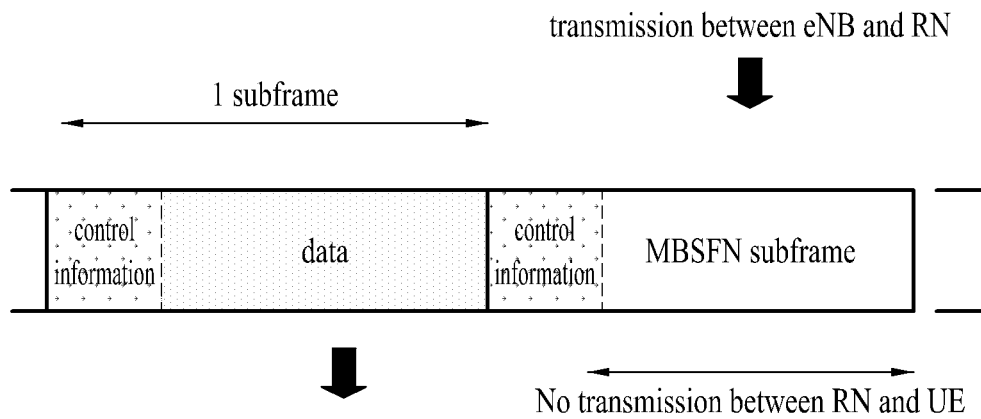 transmission between eNB and RN
1 subframe
control
information
data
control
information
MBSFN subframe
No transmission between RN and UE